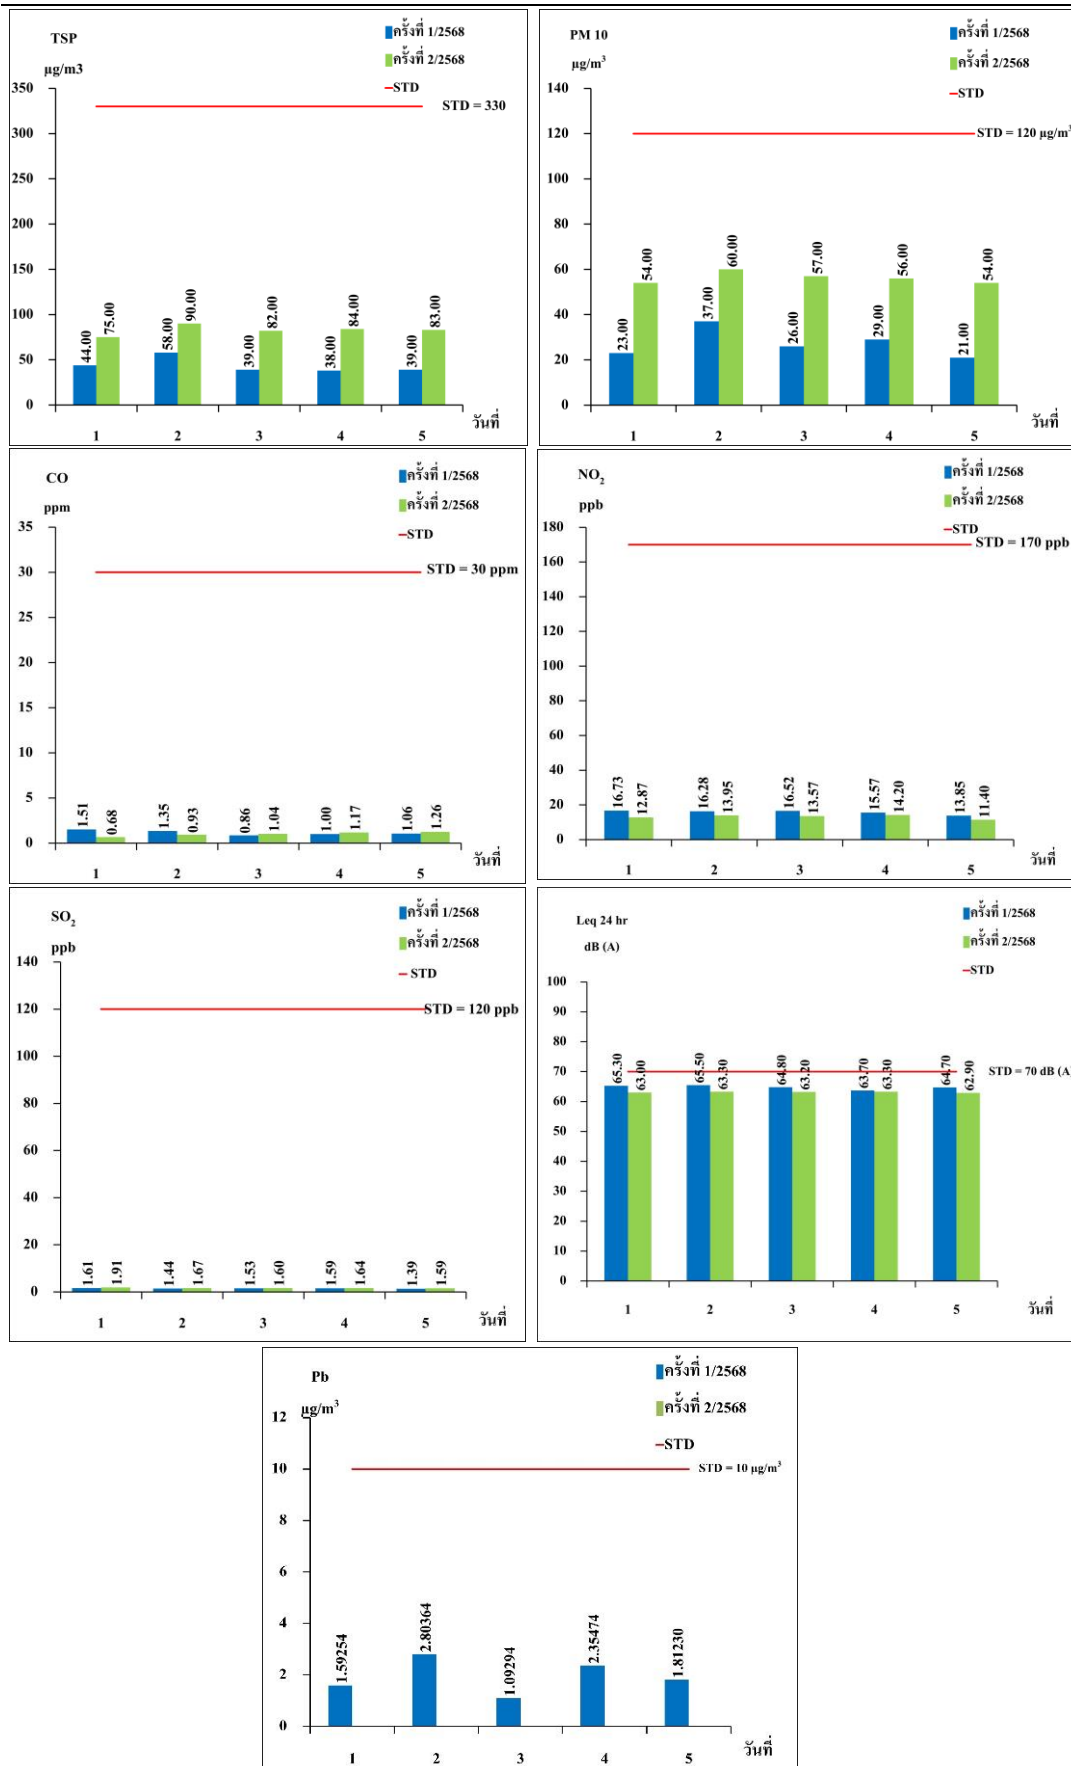 TSP
µg/m3
ครั้งที่ 1/2568
ครั้งที่ 2/2568
STD
350
300
250
200
150
100
50
0
STD = 330
44.00 75.00 58.00 90.00 39.00 82.00 38.00 84.00 39.00 83.00
1 2 3 4 5
วันที่
PM 10
µg/m³
ครั้งที่ 1/2568
ครั้งที่ 2/2568
STD
140
120
100
80
60
40
20
0
STD = 120 µg/m³
23.00 54.00 37.00 60.00 26.00 57.00 29.00 56.00 21.00 54.00
1 2 3 4 5
วันที่
CO
ppm
ครั้งที่ 1/2568
ครั้งที่ 2/2568
STD
35
30
25
20
15
10
5
0
STD = 30 ppm
1.51 0.68 1.35 0.93 0.86 1.04 1.00 1.17 1.06 1.26
1 2 3 4 5
วันที่
NO₂
ppb
ครั้งที่ 1/2568
ครั้งที่ 2/2568
STD
180
160
140
120
100
80
60
40
20
0
STD = 170 ppb
16.73 12.87 16.28 13.95 16.52 13.57 15.57 14.20 13.85 11.40
1 2 3 4 5
วันที่
SO₂
ppb
ครั้งที่ 1/2568
ครั้งที่ 2/2568
STD
140
120
100
80
60
40
20
0
STD = 120 ppb
1.61 1.91 1.44 1.67 1.53 1.60 1.59 1.64 1.39 1.59
1 2 3 4 5
วันที่
Leq 24 hr
dB (A)
ครั้งที่ 1/2568
ครั้งที่ 2/2568
STD
100
90
80
70
60
50
40
30
20
10
0
STD = 70 dB (A)
65.30 63.00 65.50 63.30 64.80 63.20 63.70 63.30 64.70 62.90
1 2 3 4 5
วันที่
Pb
µg/m³
ครั้งที่ 1/2568
ครั้งที่ 2/2568
STD
12
10
8
6
4
2
0
STD = 10 µg/m³
1.59254 2.80364 1.09294 2.35474 1.81230
1 2 3 4 5
วันที่